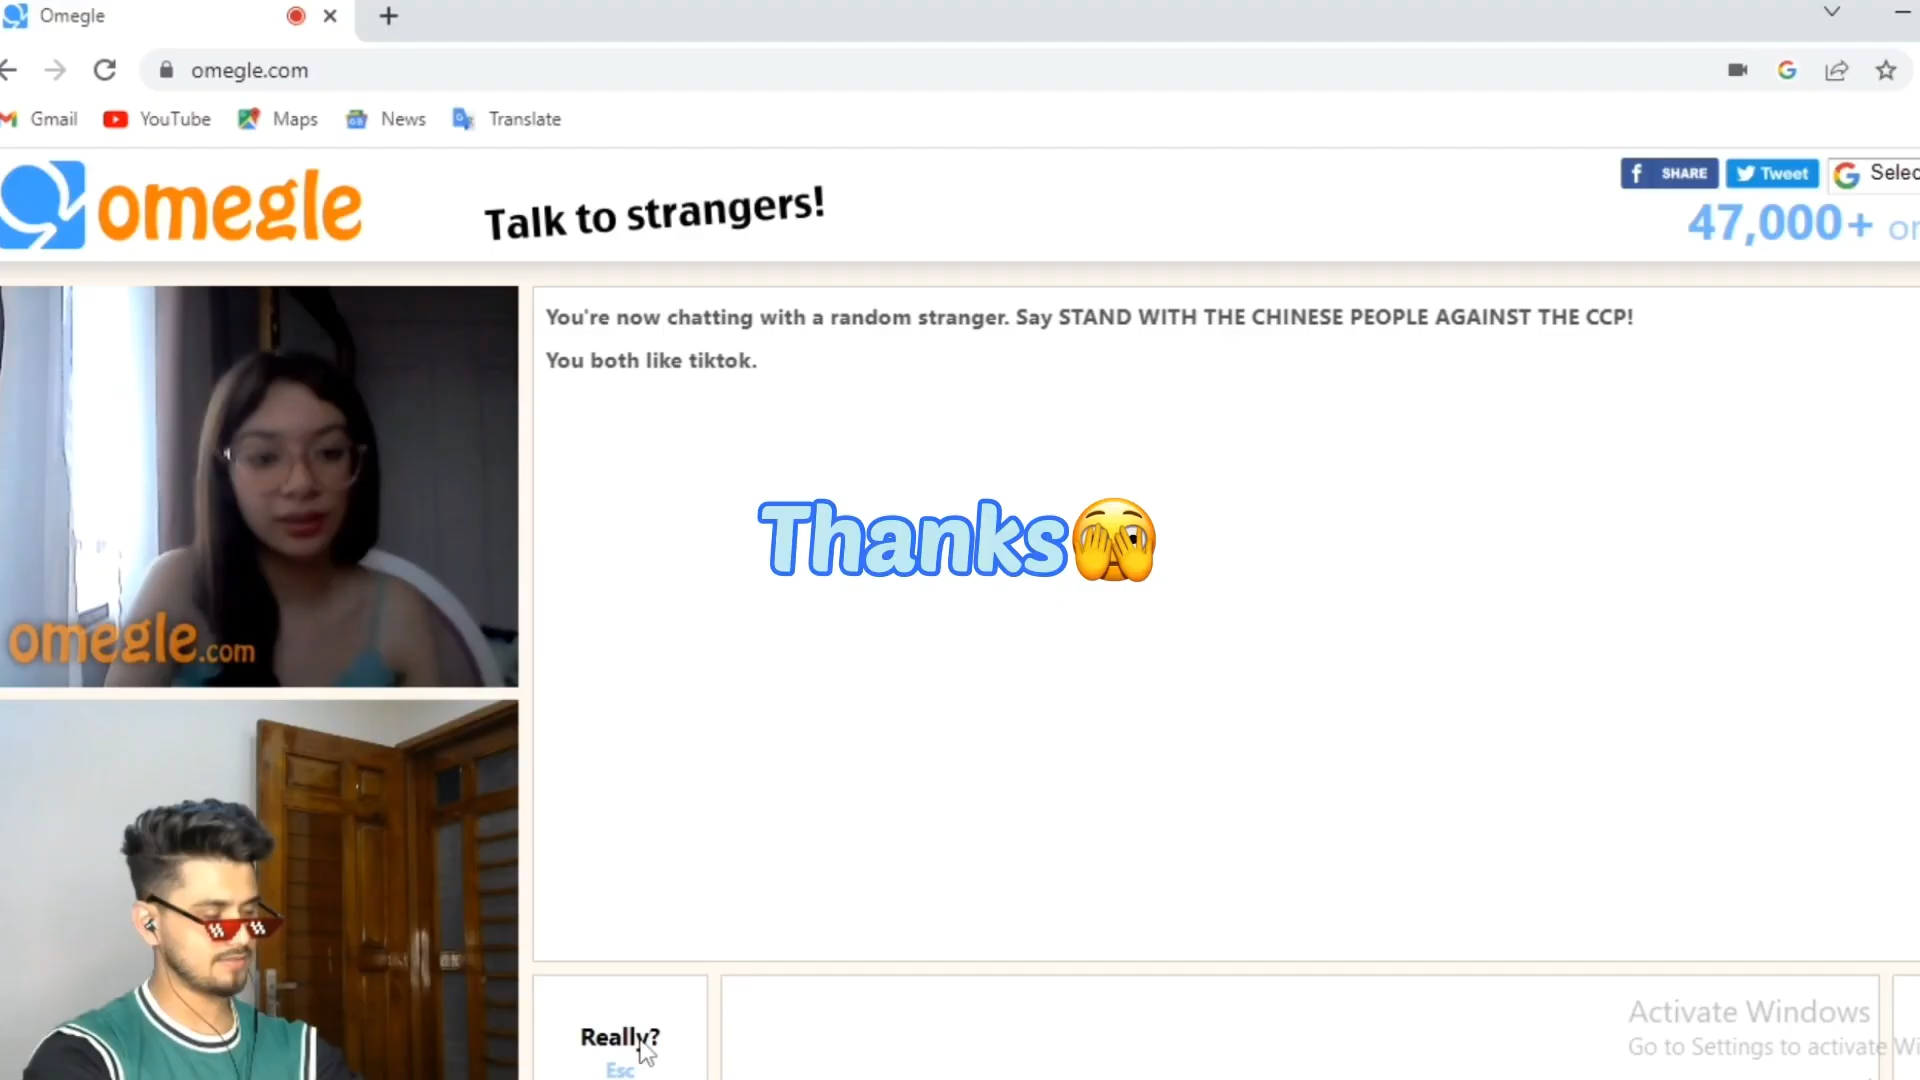 Omegle
omegle.com
Gmail
YouTube
Maps
News
Translate
omegle
Talk to strangers!
SHARE
Tweet
Selec
47,000+ or
You're now chatting with a random stranger. Say STAND WITH THE CHINESE PEOPLE AGAINST THE CCP!
You both like tiktok.
Thanks🫣
omegle.com
Really?
Esc
Activate Windows
Go to Settings to activate Wi